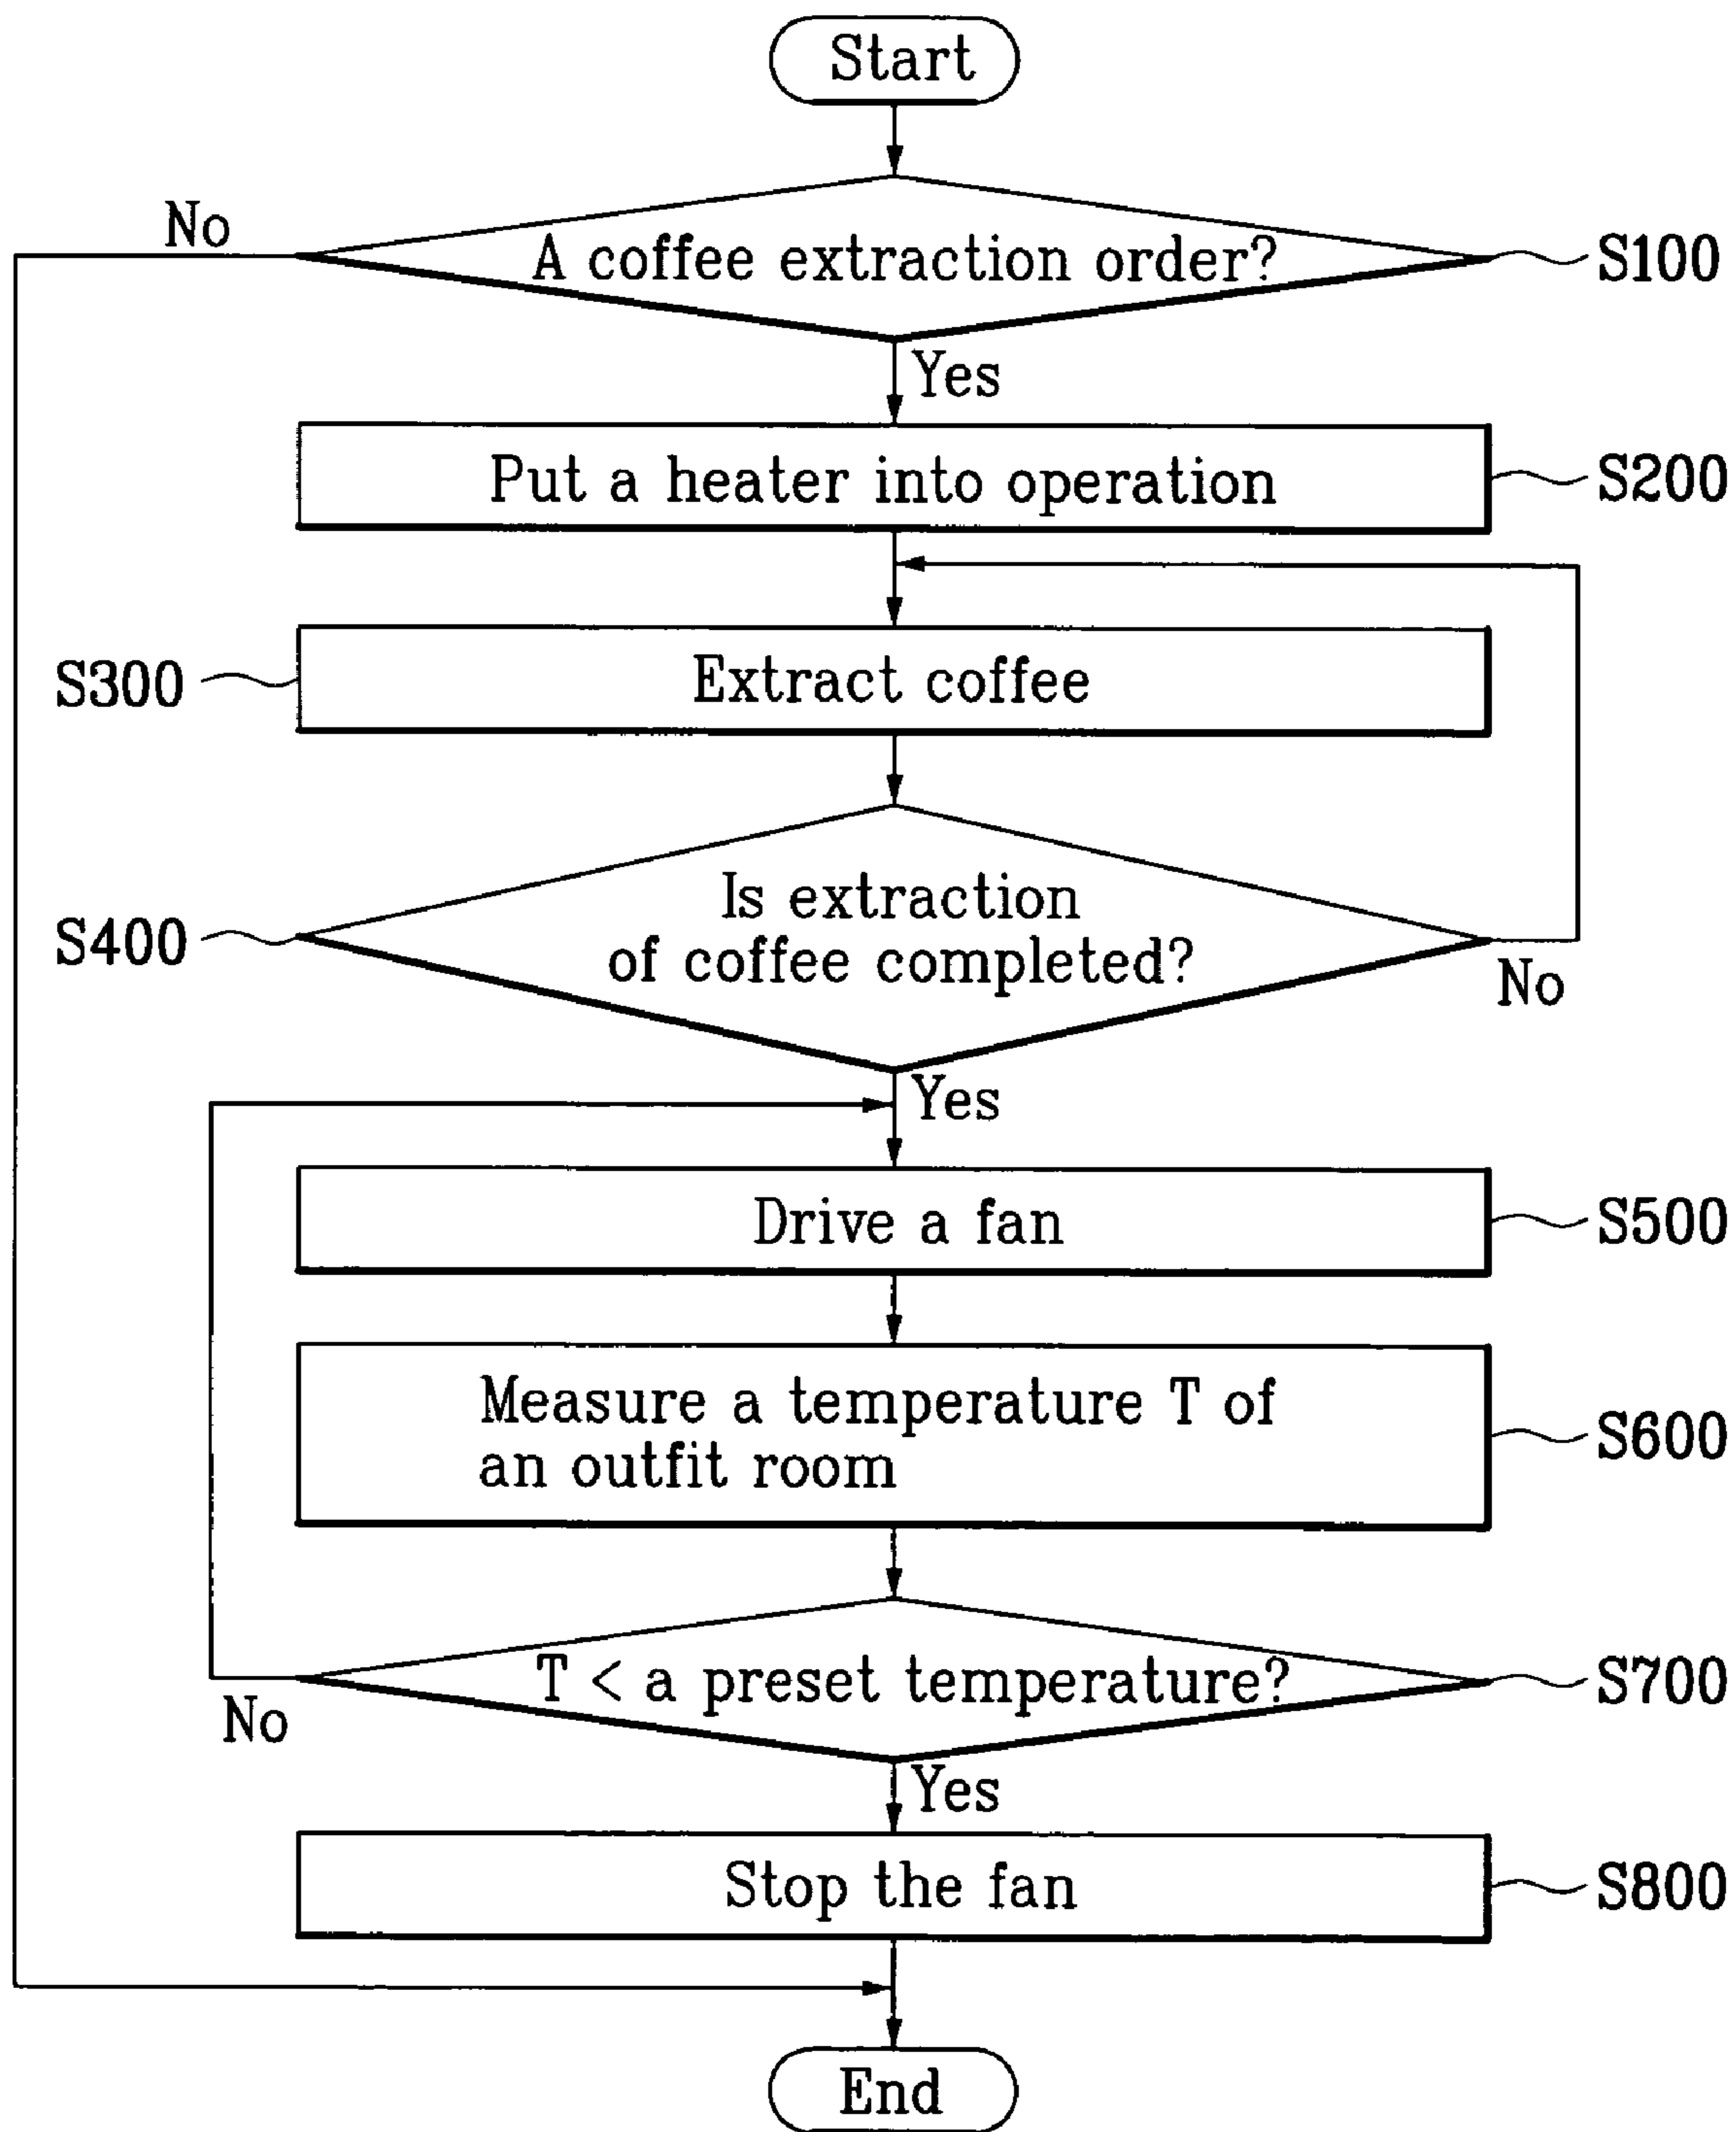 Start
No
A coffee extraction order?
S100
Yes
Put a heater into operation
S200
S300
Extract coffee
S400
Is extraction
of coffee completed?
No
Yes
Drive a fan
S500
Measure a temperature T of
an outfit room
S600
T < a preset temperature?
S700
No
Yes
Stop the fan
S800
End